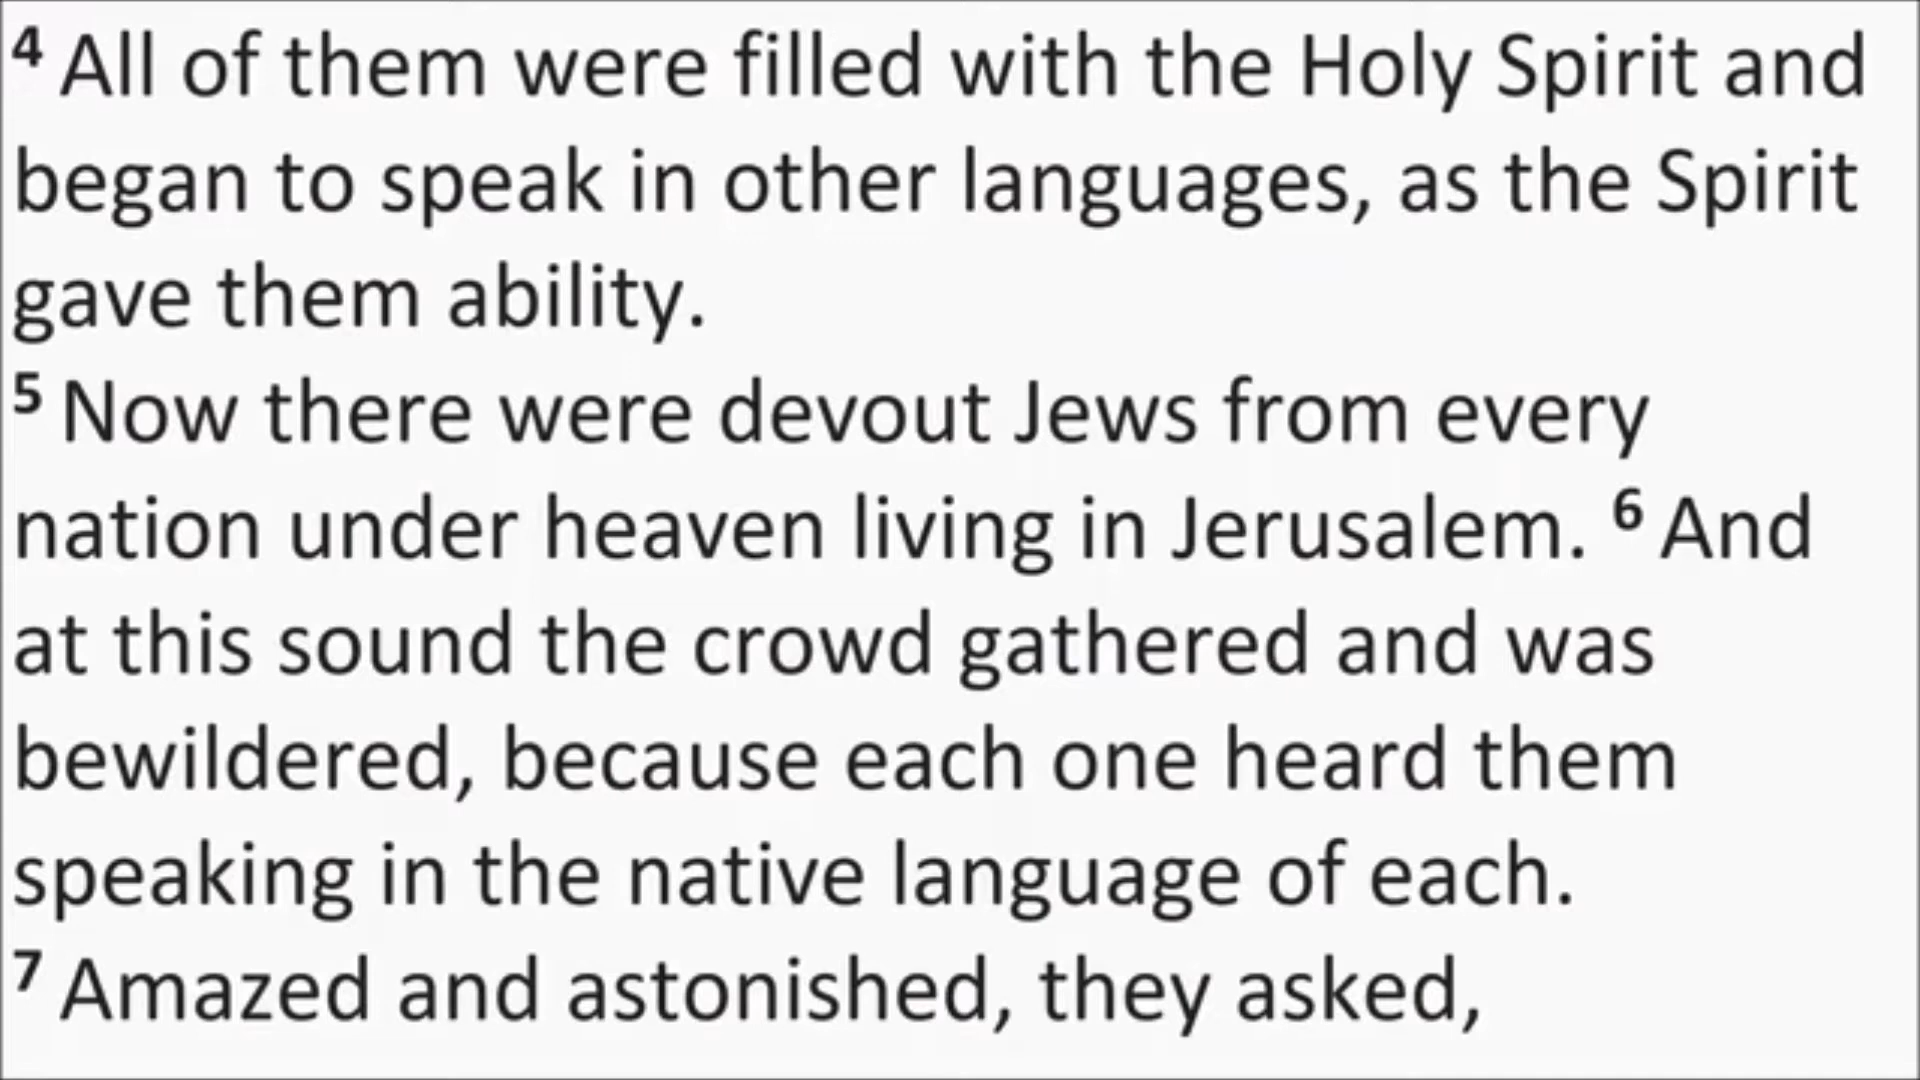 4 All of them were filled with the Holy Spirit and
began to speak in other languages, as the Spirit
gave them ability.
5 Now there were devout Jews from every
nation under heaven living in Jerusalem. 6 And
at this sound the crowd gathered and was
bewildered, because each one heard them
speaking in the native language of each.
7 Amazed and astonished, they asked,